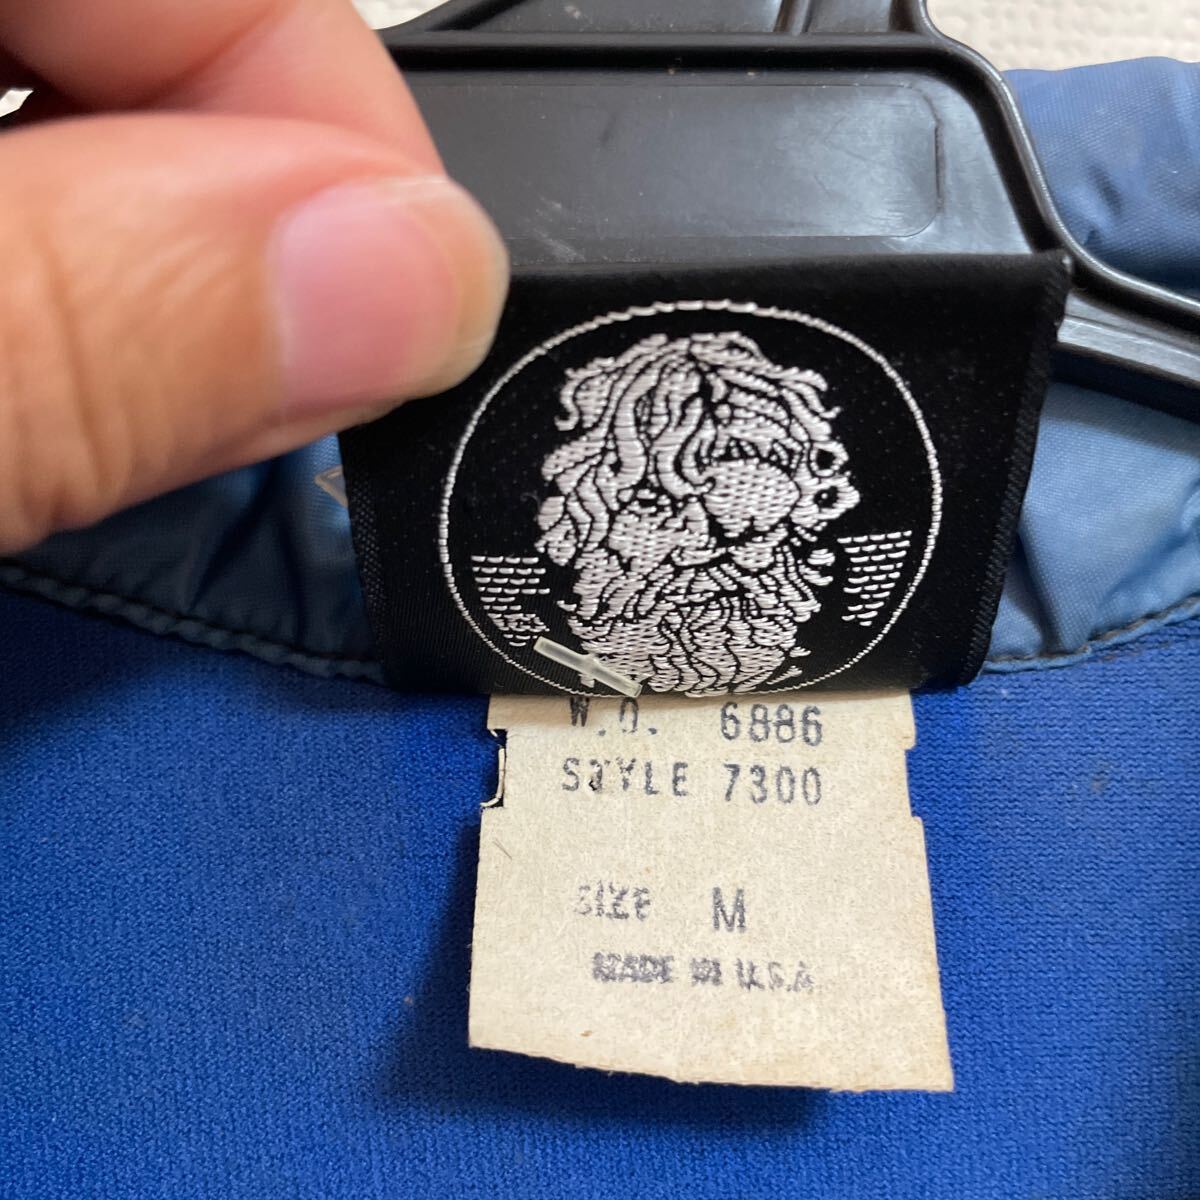 W.O. 6886
STYLE 7300
SIZE M
MADE IN U.S.A